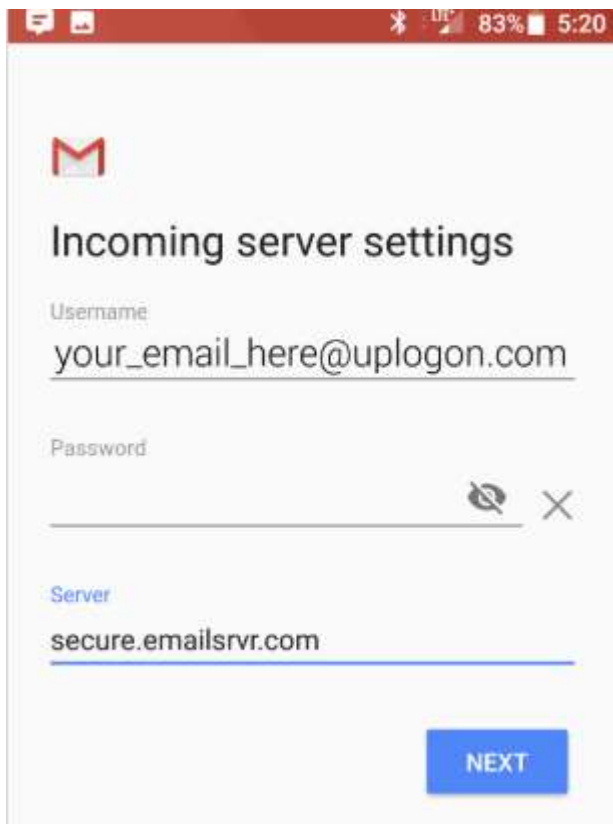 83% 5:20
Incoming server settings
Username
your_email_here@uplogon.com
Password
Server
secure.emailsrvr.com
NEXT